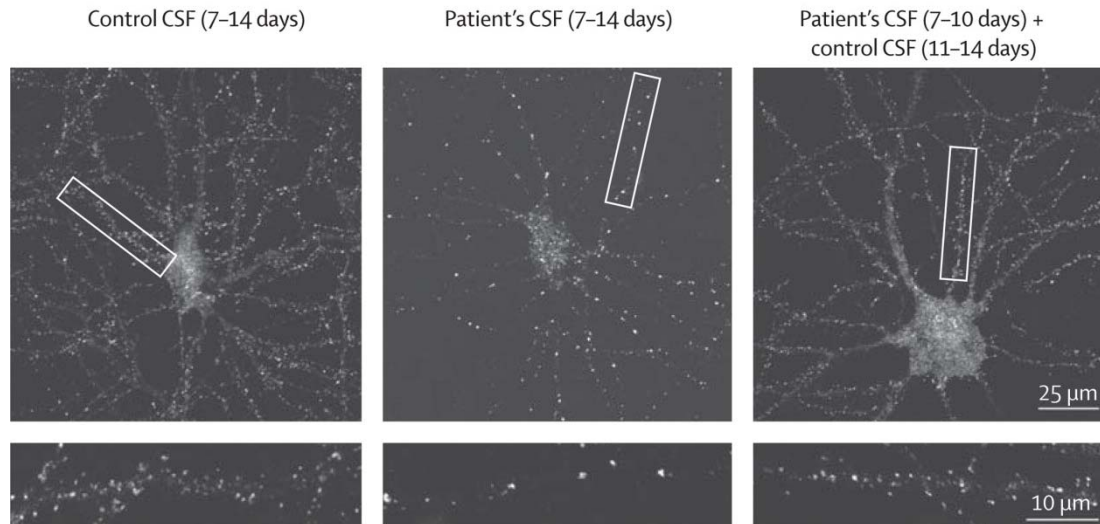 Control CSF (7–14 days)
Patient's CSF (7–14 days)
Patient's CSF (7–10 days) +
control CSF (11–14 days)
25 µm
10 µm